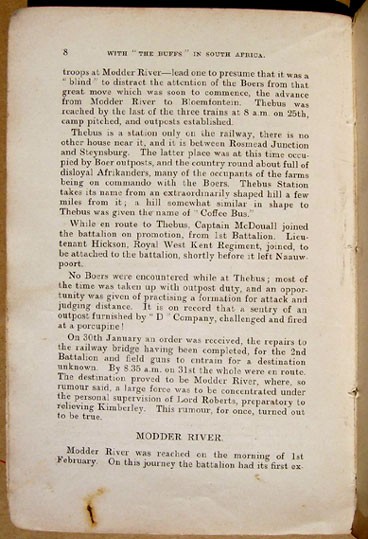 8 WITH "THE BUFFS" IN SOUTH AFRICA.
troops at Modder River—lead one to presume that it was a
"blind" to distract the attention of the Boers from that
great move which was soon to commence, the advance
from Modder River to Bloemfontein. Thebus was
reached by the last of the three trains at 8 a.m. on 25th,
camp pitched, and outposts established.
Thebus is a station only on the railway, there is no
other house near it, and it is between Rosmead Junction
and Steynsburg. The latter place was at this time occu-
pied by Boer outposts, and the country round about full of
disloyal Afrikanders, many of the occupants of the farms
being on commando with the Boers. Thebus Station
takes its name from an extraordinarily shaped hill a few
miles from it; a hill somewhat similar in shape to
Thebus was given the name of "Coffee Bus."
While en route to Thebus, Captain McDouall joined
the battalion on promotion, from 1st Battalion. Lieu-
tenant Hickson, Royal West Kent Regiment, joined, to
be attached to the battalion, shortly before it left Naauw-
poort.
No Boers were encountered while at Thebus; most of
the time was taken up with outpost duty, and an oppor-
tunity was given of practising a formation for attack and
judging distance. It is on record that a sentry of an
outpost furnished by "D" Company, challenged and fired
at a porcupine!
On 30th January an order was received, the repairs to
the railway bridge having been completed, for the 2nd
Battalion and field guns to entrain for a destination
unknown. By 8.35 a.m. on 31st the whole were en route.
The destination proved to be Modder River, where, so
rumour said, a large force was to be concentrated under
the personal supervision of Lord Roberts, preparatory to
relieving Kimberley. This rumour, for once, turned out
to be true.
MODDER RIVER.
Modder River was reached on the morning of 1st
February. On this journey the battalion had its first ex-